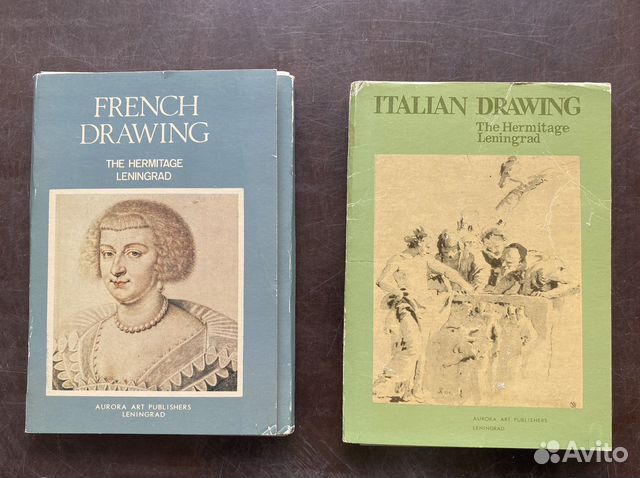 FRENCH
DRAWING
THE HERMITAGE
LENINGRAD
AURORA ART PUBLISHERS
LENINGRAD
ITALIAN DRAWING
The Hermitage
Leningrad
AURORA ART PUBLISHERS
LENINGRAD
Avito